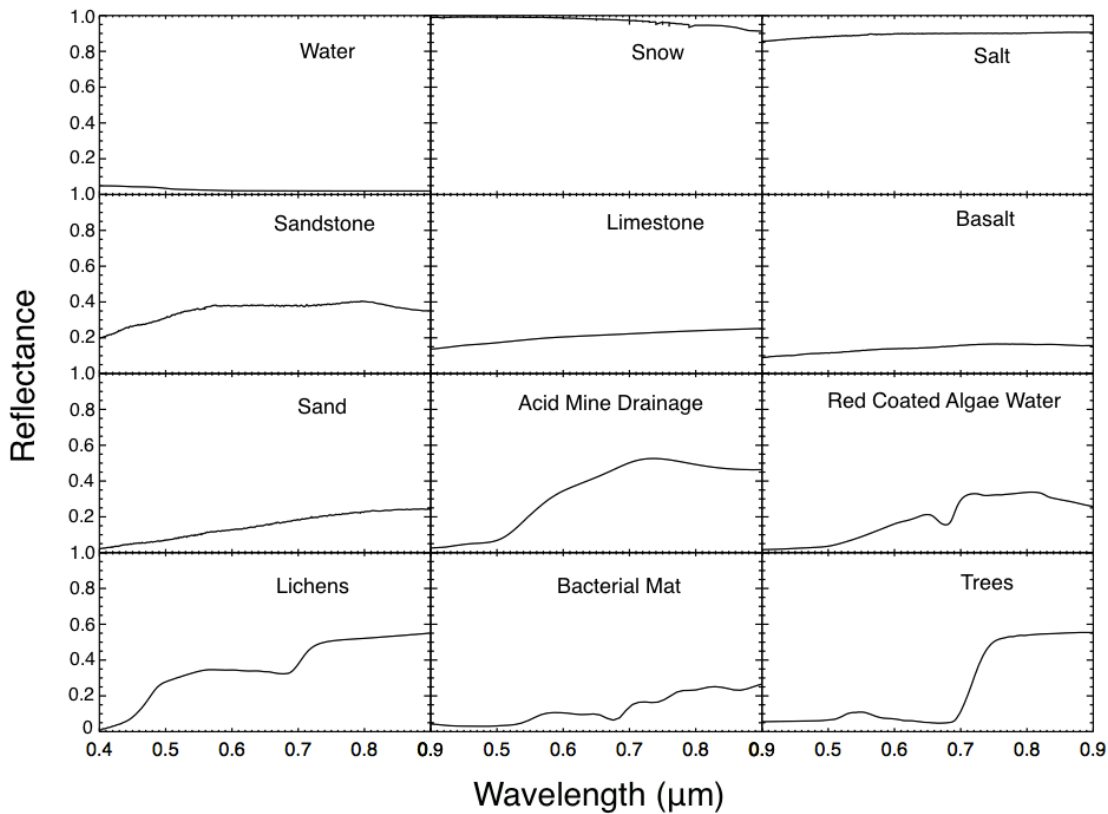 1.0
0.8
0.6
0.4
0.2
Water
Snow
Salt
1.0
0.8
0.6
0.4
0.2
Sandstone
Limestone
Basalt
1.0
0.8
0.6
0.4
0.2
Sand
Acid Mine Drainage
Red Coated Algae Water
1.0
0.8
0.6
0.4
0.2
0
Lichens
Bacterial Mat
Trees
0.4 0.5 0.6 0.7 0.8 0.9 0.5 0.6 0.7 0.8 0.9 0.5 0.6 0.7 0.8 0.9
Reflectance
Wavelength (μm)